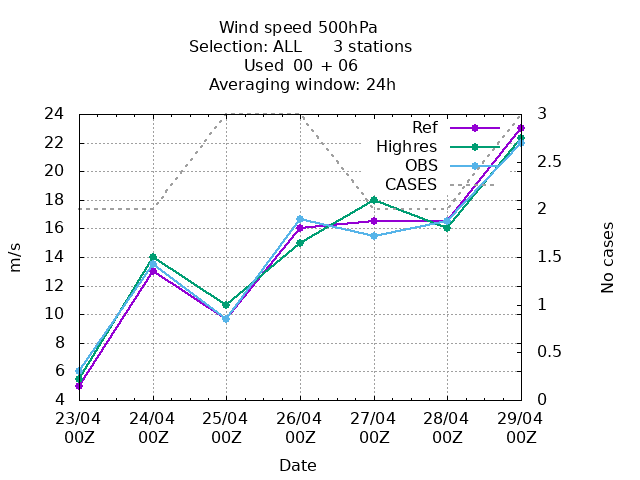 Wind speed 500hPa
Selection: ALL 3 stations
Used 00 + 06
Averaging window: 24h
24
22
20
18
16
14
12
10
8
6
4
m/s
3
2.5
2
1.5
1
0.5
0
No cases
Ref
Highres
OBS
CASES
23/04 24/04 25/04 26/04 27/04 28/04 29/04
00Z 00Z 00Z 00Z 00Z 00Z 00Z
Date